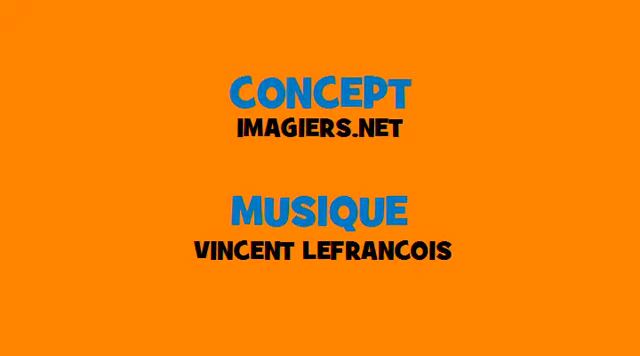 CONCEPT
IMAGIERS.NET
MUSIQUE
VINCENT LEFRANCOIS